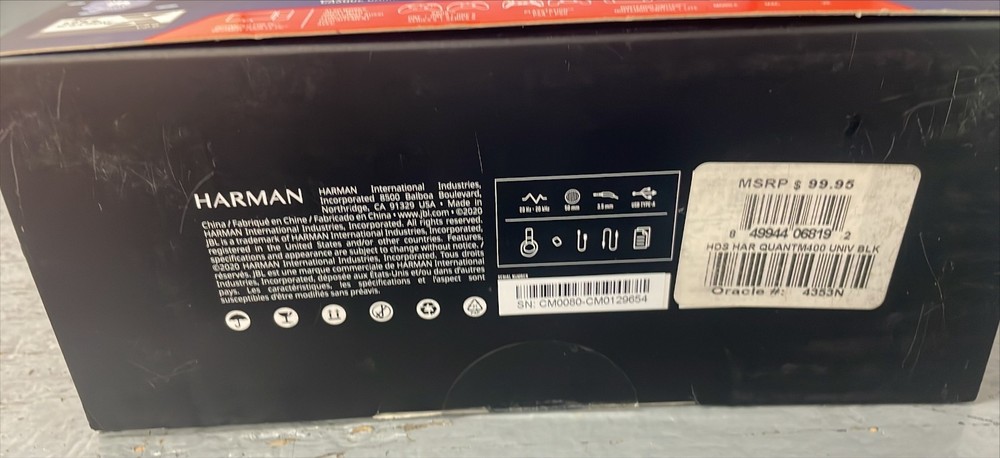 HARMAN
HARMAN International Industries,
Incorporated 8500 Balboa Boulevard,
Northridge, CA 91329 USA. • Made in
China / Fabriqué en Chine / Fabricado en China • www.jbl.com • ©2020
HARMAN International Industries, Incorporated. All rights reserved.
JBL is a trademark of HARMAN International Industries, Incorporated,
registered in the United States and/or other countries. Features,
specifications and appearance are subject to change without notice. /
©2020 HARMAN International Industries, Incorporated. Tous droits
réservés. JBL est une marque commerciale de HARMAN International
Industries, Incorporated, déposée aux États-Unis et/ou dans d'autres
pays. Les caractéristiques, les spécifications et l'aspect sont
susceptibles d'être modifiés sans préavis.
20 Hz - 20 kHz
50 mm
3.5 mm
USB TYPE-A
SERIAL NUMBER
SN: CM0080-CM0129654
MSRP $ 99.95
8 49944 06819 2
HDS HAR QUANTM400 UNIV BLK
Oracle #: 4353N